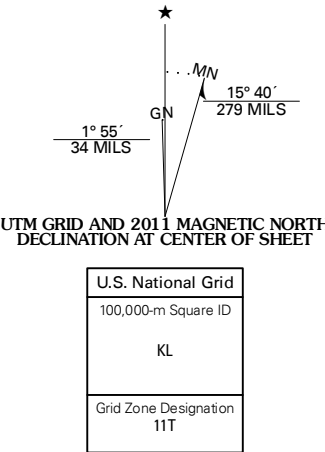 ★
MN
GN
15° 40´
279 MILS
1° 55´
34 MILS
UTM GRID AND 2011 MAGNETIC NORTH
DECLINATION AT CENTER OF SHEET
U.S. National Grid
100,000-m Square ID
KL
Grid Zone Designation
11T